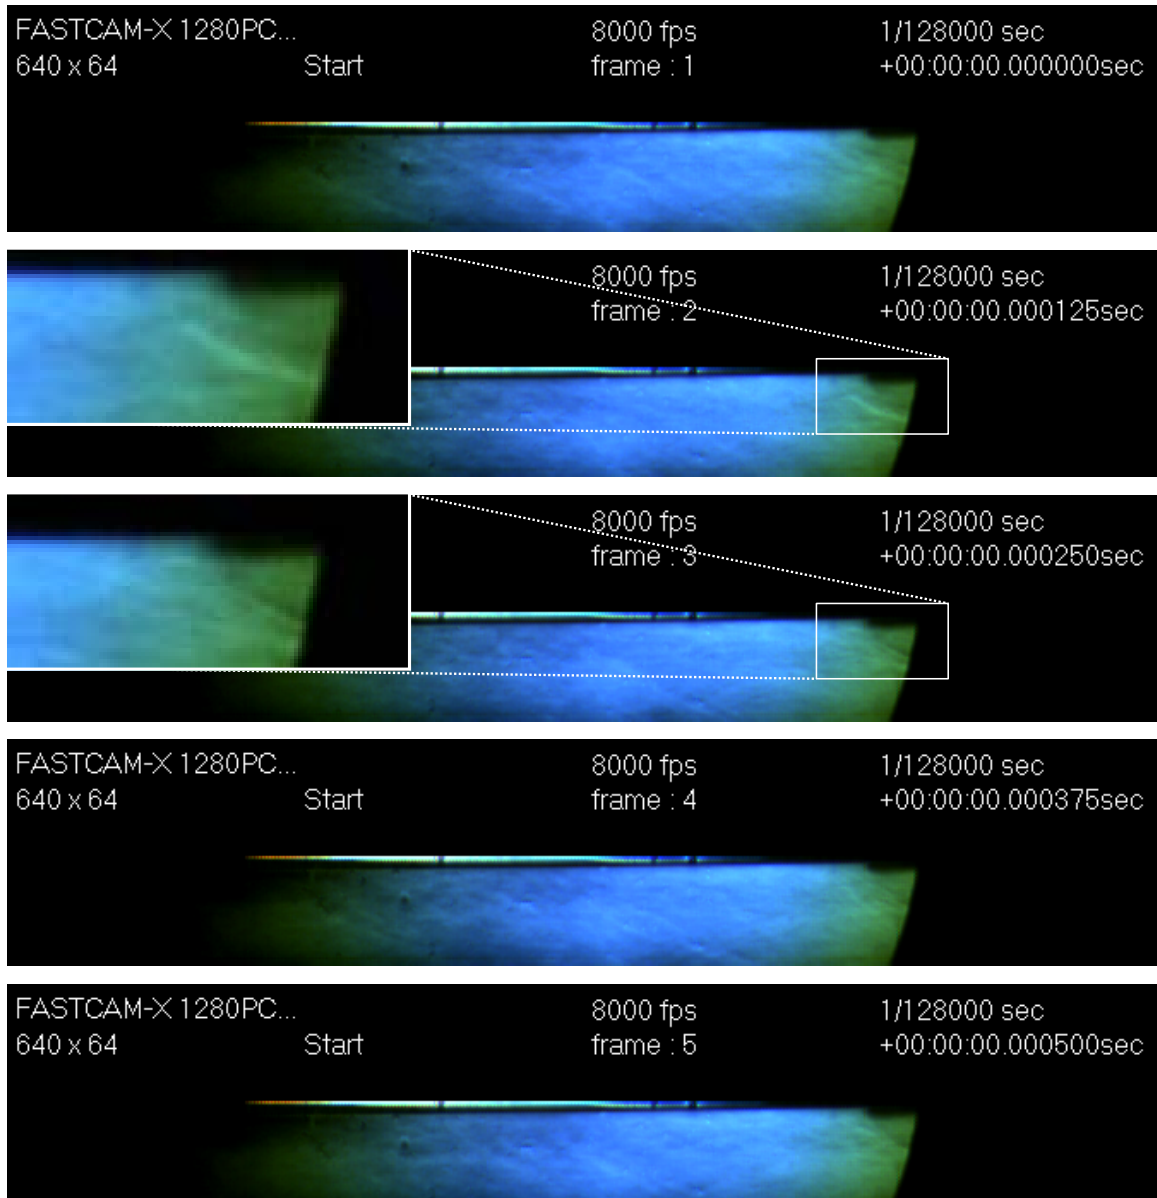 FASTCAM-X 1280PC... 8000 fps 1/128000 sec
640 x 64 Start frame : 1 +00:00:00.000000sec
8000 fps 1/128000 sec
frame : 2 +00:00:00.000125sec
8000 fps 1/128000 sec
frame : 3 +00:00:00.000250sec
FASTCAM-X 1280PC... 8000 fps 1/128000 sec
640 x 64 Start frame : 4 +00:00:00.000375sec
FASTCAM-X 1280PC... 8000 fps 1/128000 sec
640 x 64 Start frame : 5 +00:00:00.000500sec